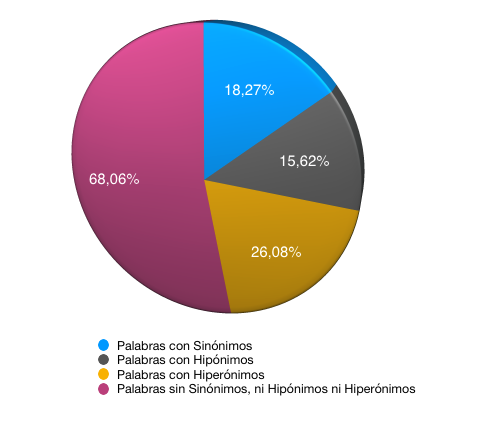 18,27%
15,62%
68,06%
26,08%
Palabras con Sinónimos
Palabras con Hipónimos
Palabras con Hiperónimos
Palabras sin Sinónimos, ni Hipónimos ni Hiperónimos